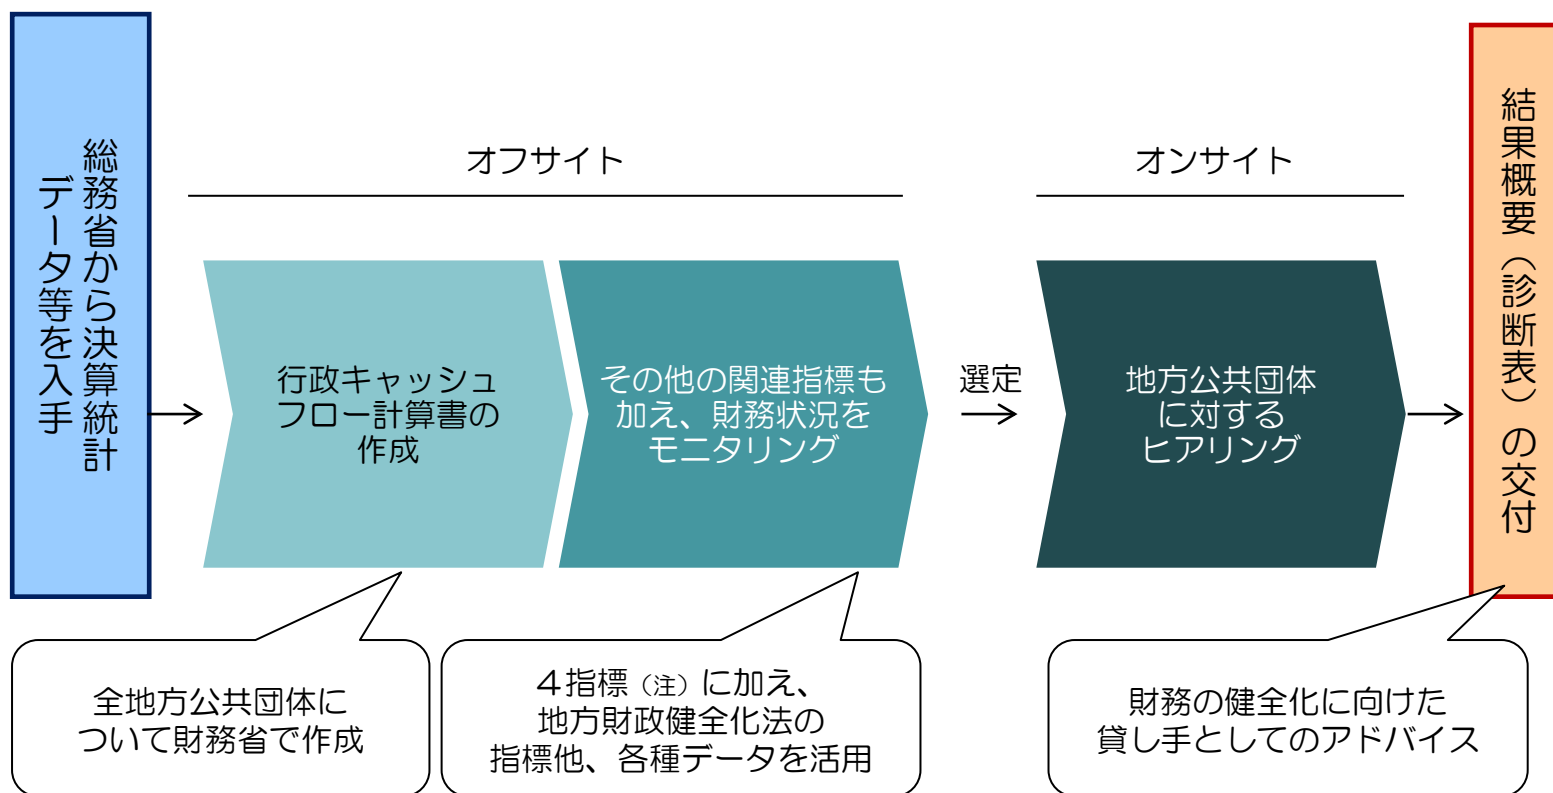 総務省から決算統計
データ等を入手
オフサイト
行政キャッシュ
フロー計算書の
作成
その他の関連指標も
加え、財務状況を
モニタリング
選定
オンサイト
地方公共団体
に対する
ヒアリング
結果概要（診断表）の交付
全地方公共団体に
ついて財務省で作成
４指標（注）に加え、
地方財政健全化法の
指標他、各種データを活用
財務の健全化に向けた
貸し手としてのアドバイス